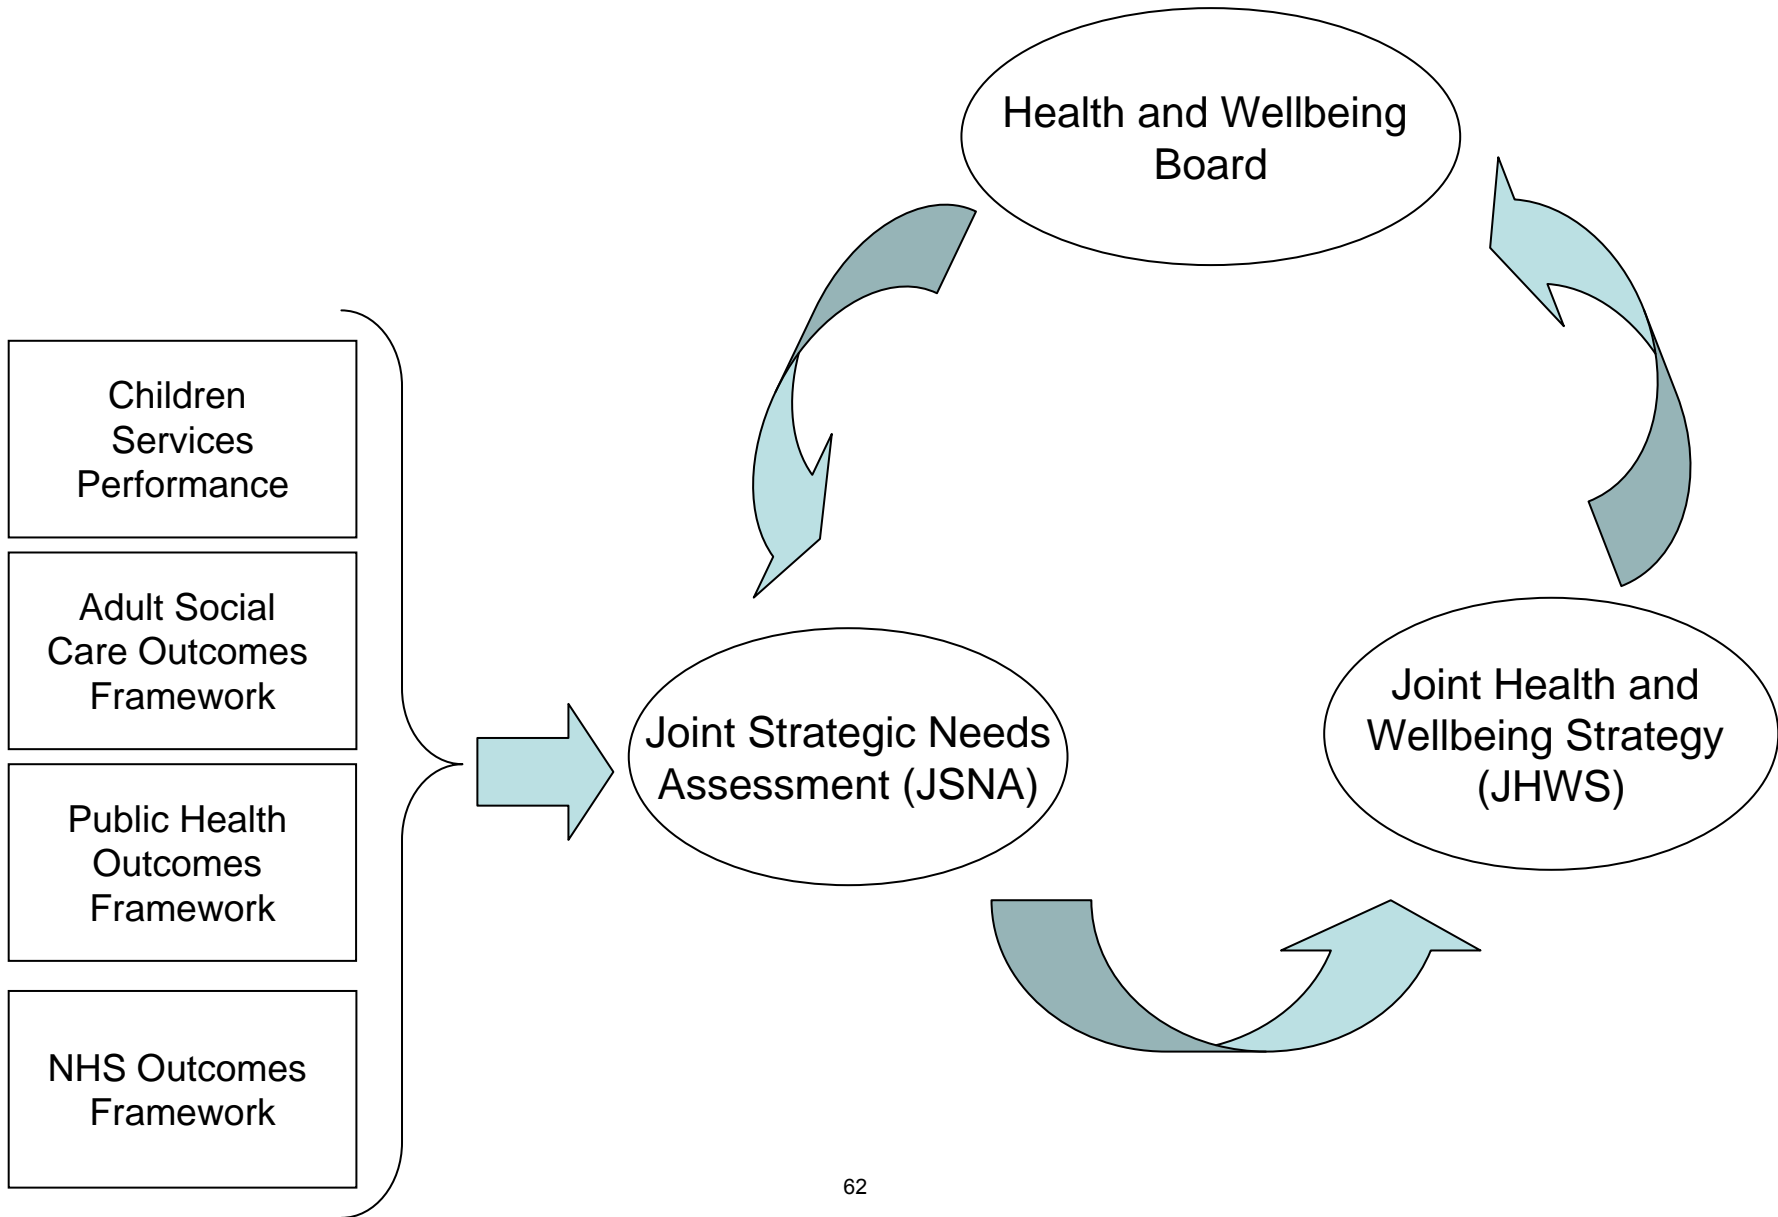 Health and Wellbeing
Board
Children
Services
Performance
Adult Social
Care Outcomes
Framework
Public Health
Outcomes
Framework
NHS Outcomes
Framework
Joint Strategic Needs
Assessment (JSNA)
Joint Health and
Wellbeing Strategy
(JHWS)
62